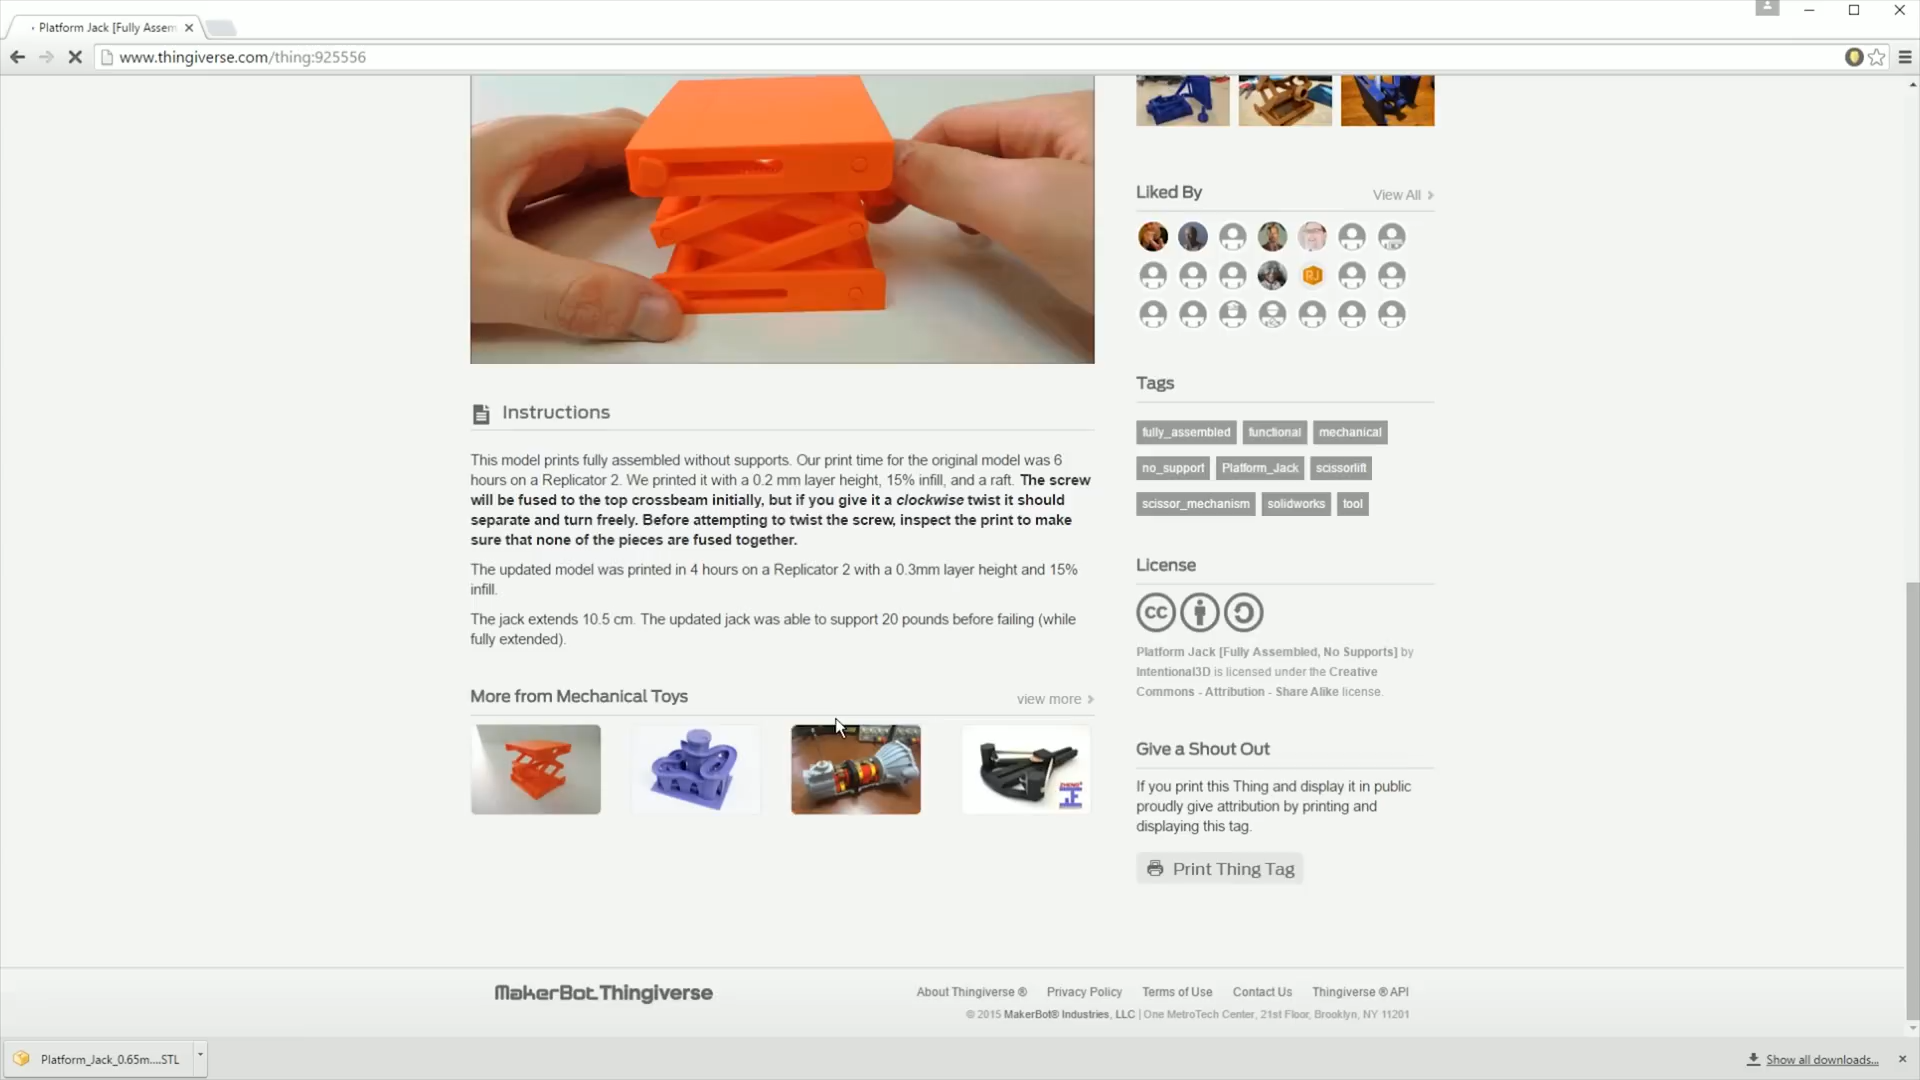 Platform Jack [Fully Assem
www.thingiverse.com/thing:925556
Liked By
View All
Tags
fully_assembled
functional
mechanical
no_support
Platform_Jack
scissorlift
scissor_mechanism
solidworks
tool
Instructions
This model prints fully assembled without supports. Our print time for the original model was 6
hours on a Replicator 2. We printed it with a 0.2 mm layer height, 15% infill, and a raft. The screw
will be fused to the top crossbeam initially, but if you give it a clockwise twist it should
separate and turn freely. Before attempting to twist the screw, inspect the print to make
sure that none of the pieces are fused together.
The updated model was printed in 4 hours on a Replicator 2 with a 0.3mm layer height and 15%
infill.
The jack extends 10.5 cm. The updated jack was able to support 20 pounds before failing (while
fully extended).
License
cc
Platform Jack [Fully Assembled, No Supports] by
Intentional3D is licensed under the Creative
Commons - Attribution - Share Alike license.
More from Mechanical Toys
view more
Give a Shout Out
If you print this Thing and display it in public
proudly give attribution by printing and
displaying this tag.
Print Thing Tag
MakerBot Thingiverse
About Thingiverse ®
Privacy Policy
Terms of Use
Contact Us
Thingiverse ® API
© 2015 MakerBot® Industries, LLC | One MetroTech Center, 21st Floor, Brooklyn, NY 11201
Platform_Jack_0.65m....STL
Show all downloads...